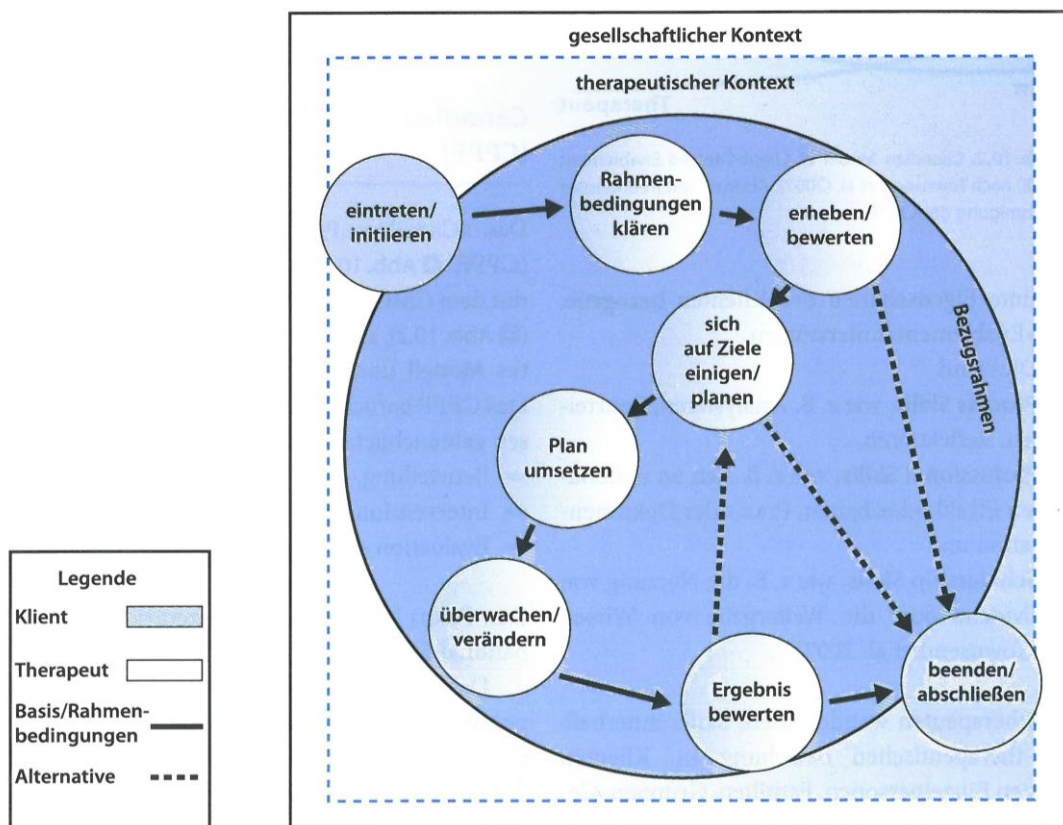 gesellschaftlicher Kontext
therapeutischer Kontext
eintreten/
initiieren
Rahmen-
bedingungen
klären
erheben/
bewerten
sich
auf Ziele
einigen/
planen
Bezugsrahmen
Plan
umsetzen
überwachen/
verändern
Ergebnis
bewerten
beenden/
abschließen
Legende
Klient
Therapeut
Basis/Rahmen-
bedingungen
Alternative